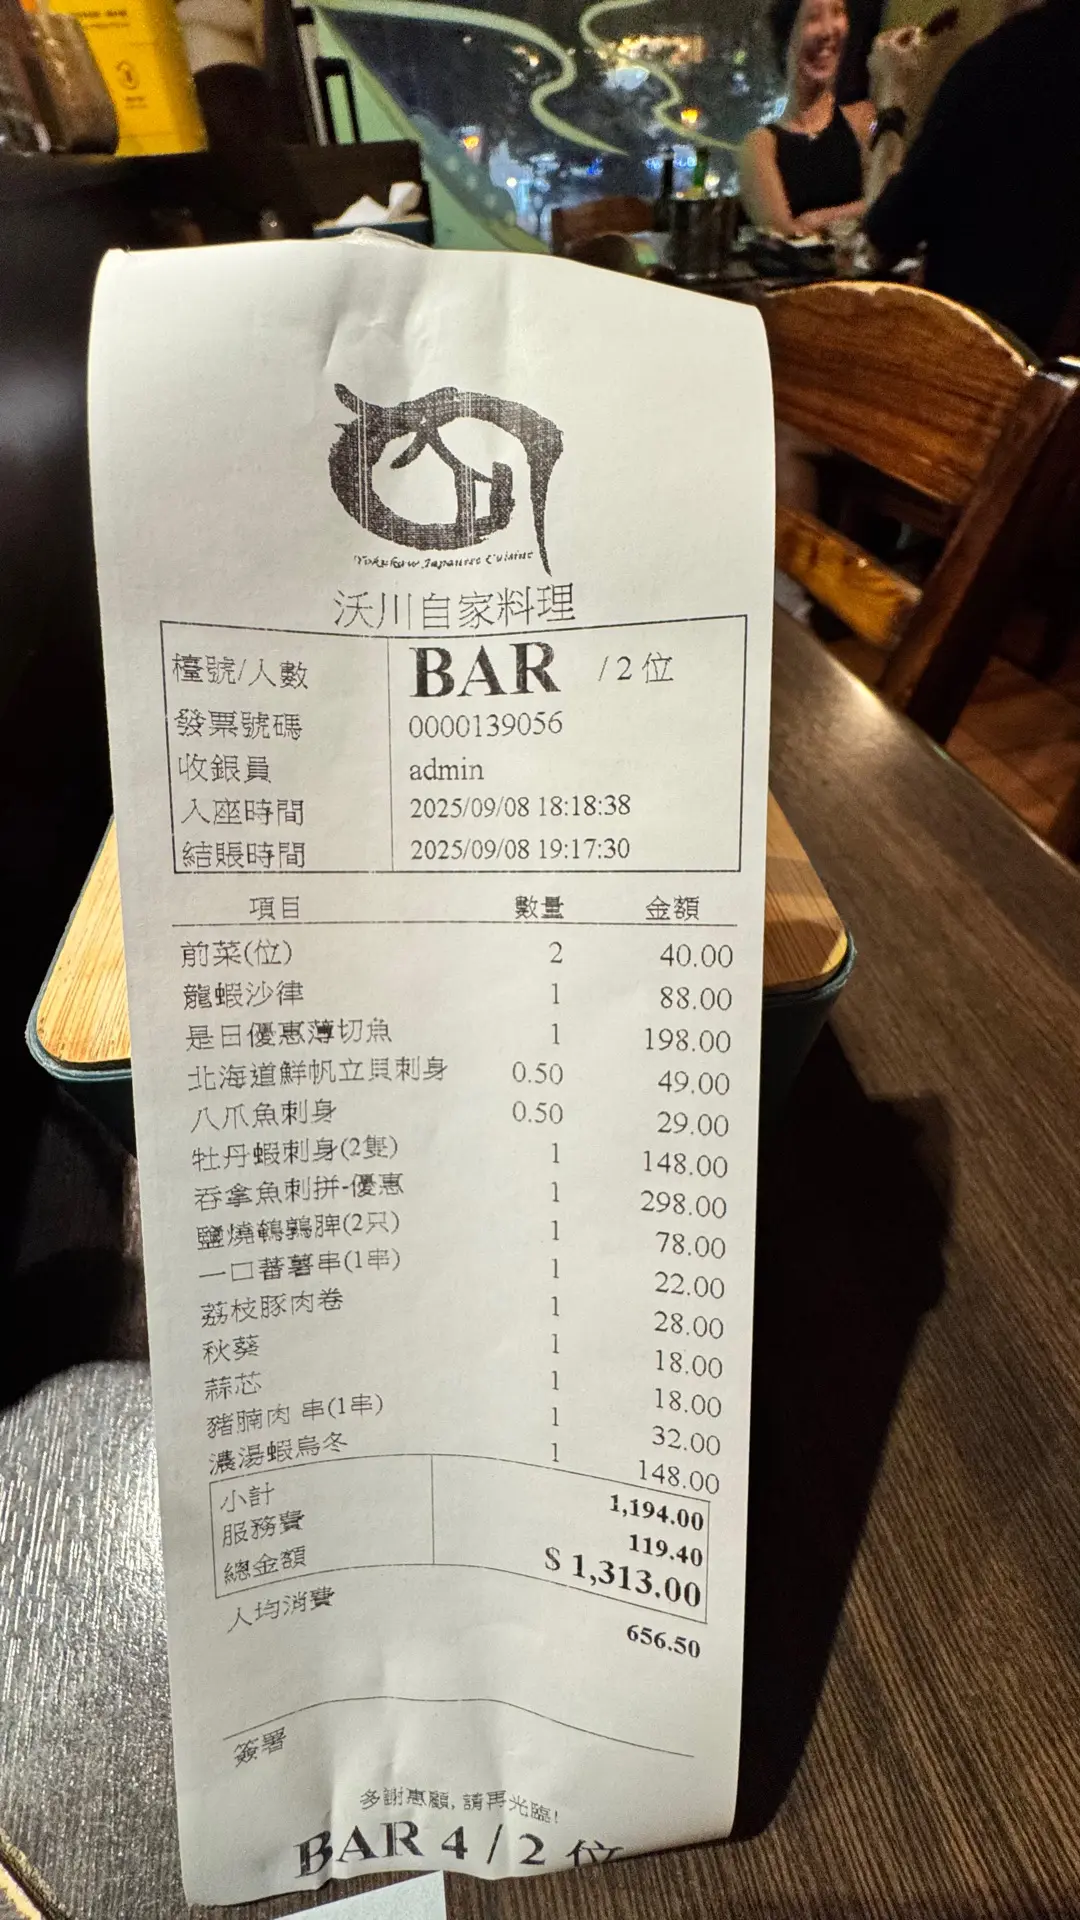 沃川
Yokukaw Japanese Cuisine
沃川自家料理
檯號/人數 BAR / 2 位
發票號碼 0000139056
收銀員 admin
入座時間 2025/09/08 18:18:38
結賬時間 2025/09/08 19:17:30
項目 數量 金額
前菜(位) 2 40.00
龍蝦沙律 1 88.00
是日優惠薄切魚 1 198.00
北海道鮮帆立貝刺身 0.50 49.00
八爪魚刺身 0.50 29.00
牡丹蝦刺身(2隻) 1 148.00
吞拿魚刺拼-優惠 1 298.00
鹽燒鵪鶉脾(2只) 1 78.00
一口蕃薯串(1串) 1 22.00
荔枝豚肉卷 1 28.00
秋葵 1 18.00
蒜芯 1 18.00
豬腩肉 串(1串) 1 32.00
濃湯蝦烏冬 1 148.00
小計 1,194.00
服務費 119.40
總金額 $ 1,313.00
人均消費 656.50
簽署
多謝惠顧, 請再光臨!
BAR 4 / 2 位